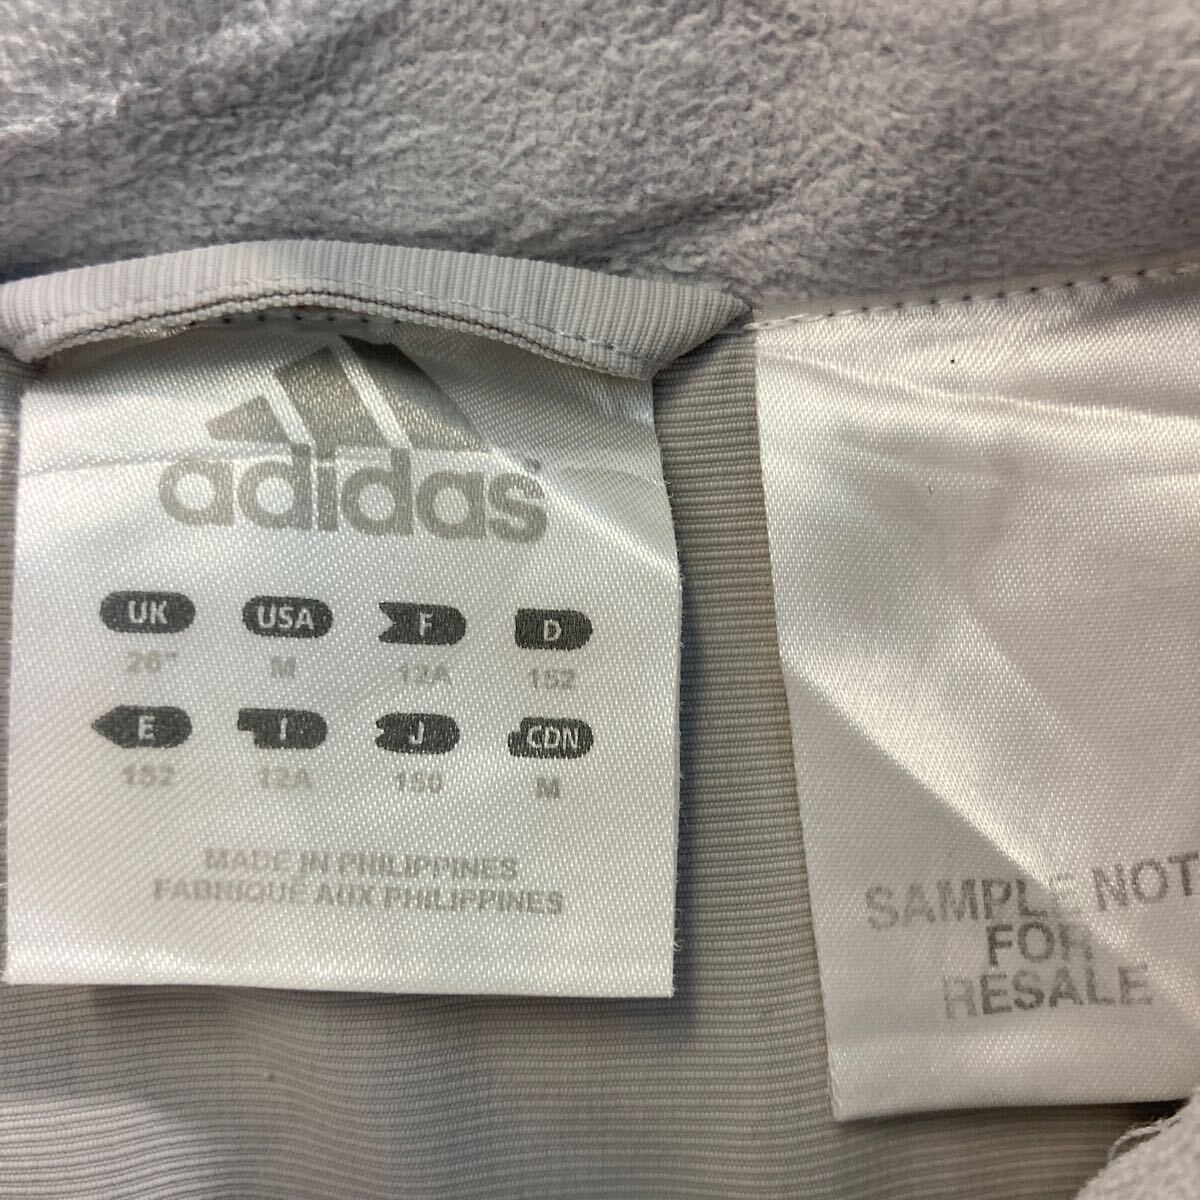 adidas
UK USA F D
26" M 12A 152
E I J CDN
152 12A 150 M
MADE IN PHILIPPINES
FABRIQUÉ AUX PHILIPPINES
SAMPLE NOT
FOR
RESALE